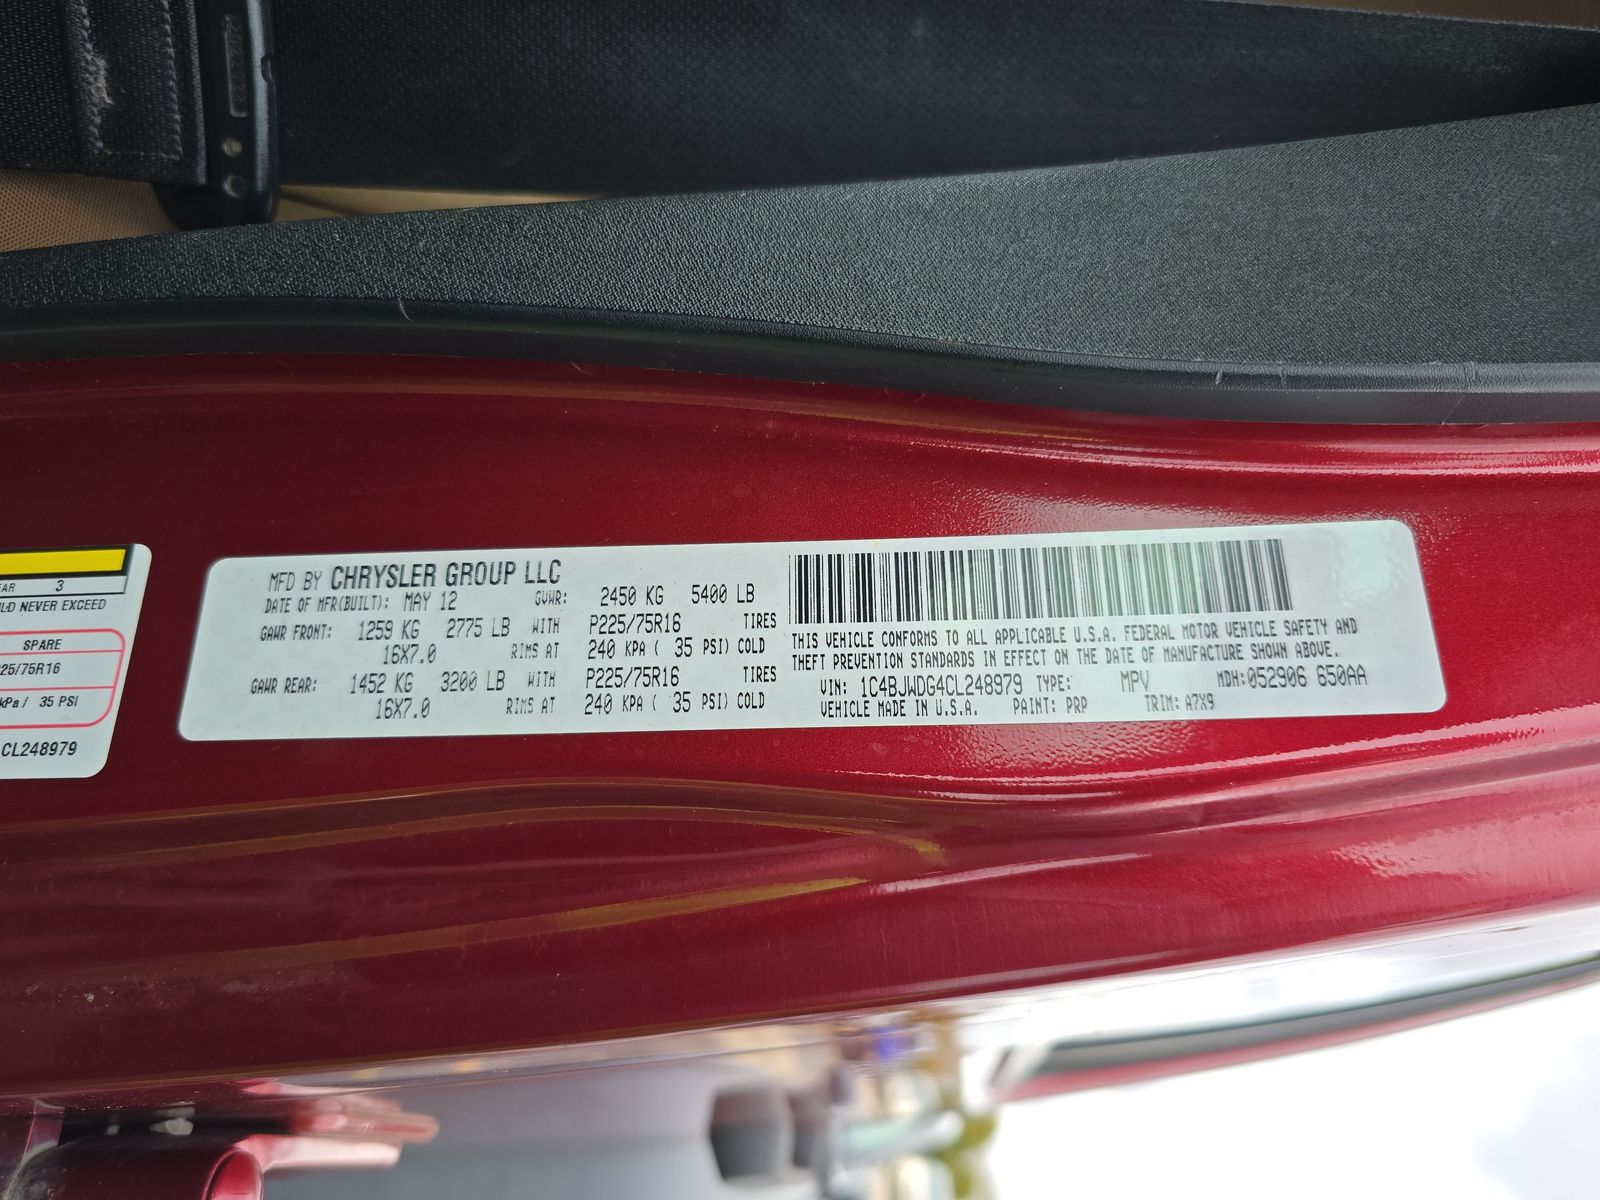 MFD BY CHRYSLER GROUP LLC
DATE OF MFR(BUILT): MAY 12 GVWR: 2450 KG 5400 LB
GAWR FRONT: 1259 KG 2775 LB WITH P225/75R16 TIRES
16X7.0 RIMS AT 240 KPA ( 35 PSI) COLD
GAWR REAR: 1452 KG 3200 LB WITH P225/75R16 TIRES
16X7.0 RIMS AT 240 KPA ( 35 PSI) COLD
THIS VEHICLE CONFORMS TO ALL APPLICABLE U.S.A. FEDERAL MOTOR VEHICLE SAFETY AND
THEFT PREVENTION STANDARDS IN EFFECT ON THE DATE OF MANUFACTURE SHOWN ABOVE.
VIN: 1C4BJWDG4CL248979 TYPE: MPV MDH:052906 650AA
VEHICLE MADE IN U.S.A. PAINT: PRP TRIM: A7X9
3
NEVER EXCEED
SPARE
25/75R16
kPa/ 35 PSI
CL248979